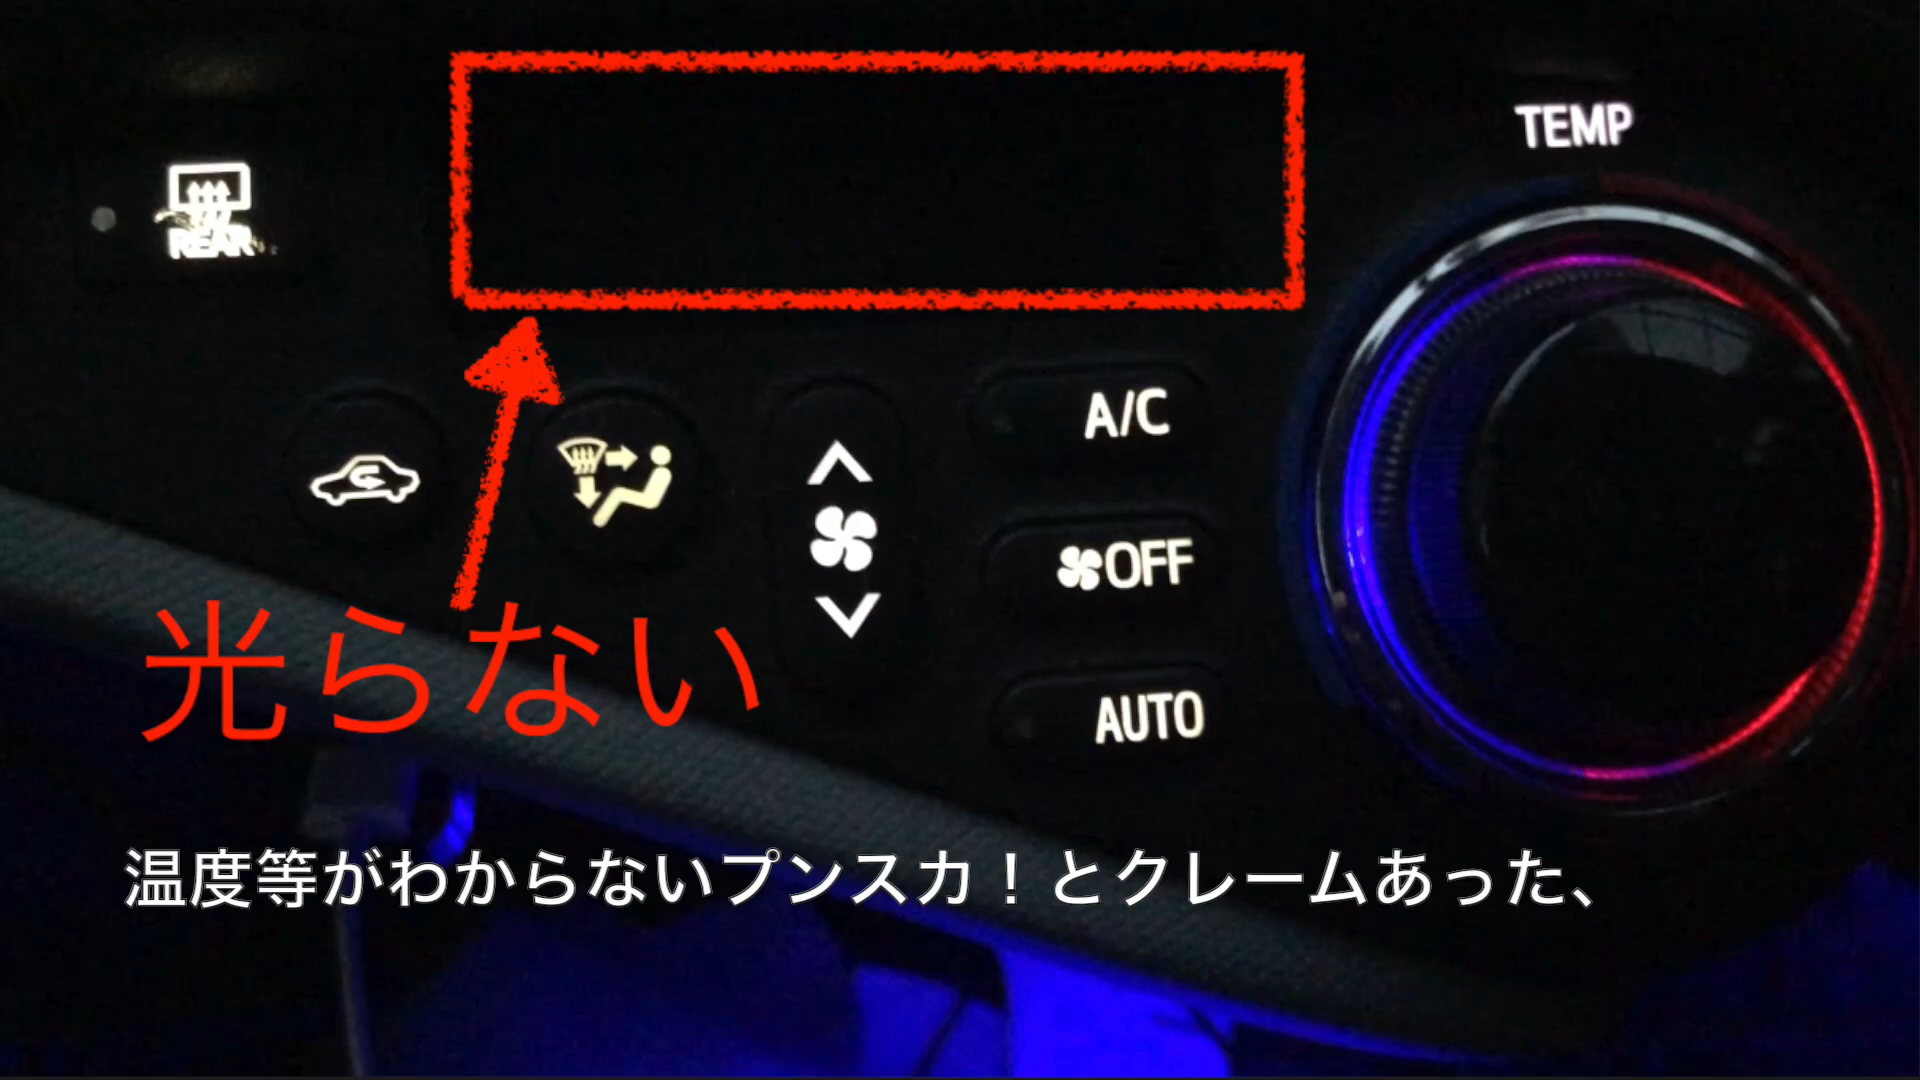 TEMP
REAR
A/C
OFF
AUTO
光らない
温度等がわからないプンスカ！とクレームあった、